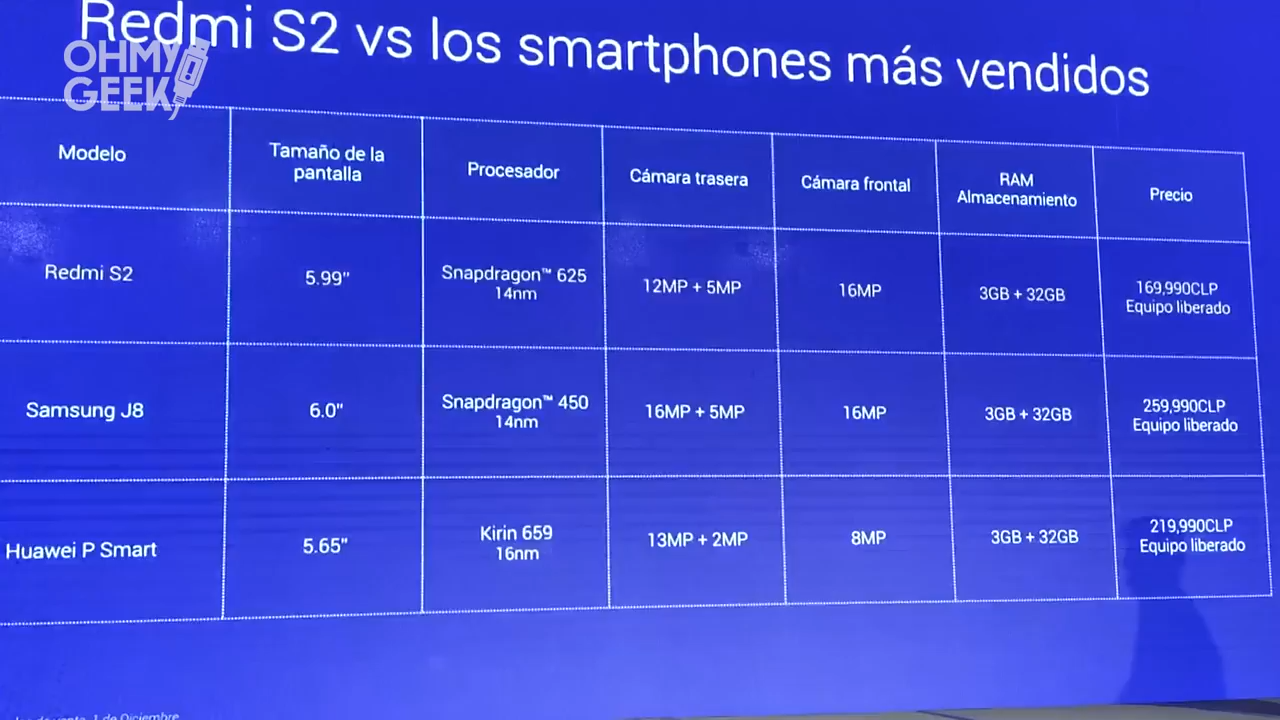 Redmi S2 vs los smartphones más vendidos
OHMY
GEEK
Modelo
Tamaño de la
pantalla
Procesador
Cámara trasera
Cámara frontal
RAM
Almacenamiento
Precio
Redmi S2
5.99"
Snapdragon™ 625
14nm
12MP + 5MP
16MP
3GB + 32GB
169,990CLP
Equipo liberado
Samsung J8
6.0"
Snapdragon™ 450
14nm
16MP + 5MP
16MP
3GB + 32GB
259,990CLP
Equipo liberado
Huawei P Smart
5.65"
Kirin 659
16nm
13MP + 2MP
8MP
3GB + 32GB
219,990CLP
Equipo liberado
1 de Diciembre